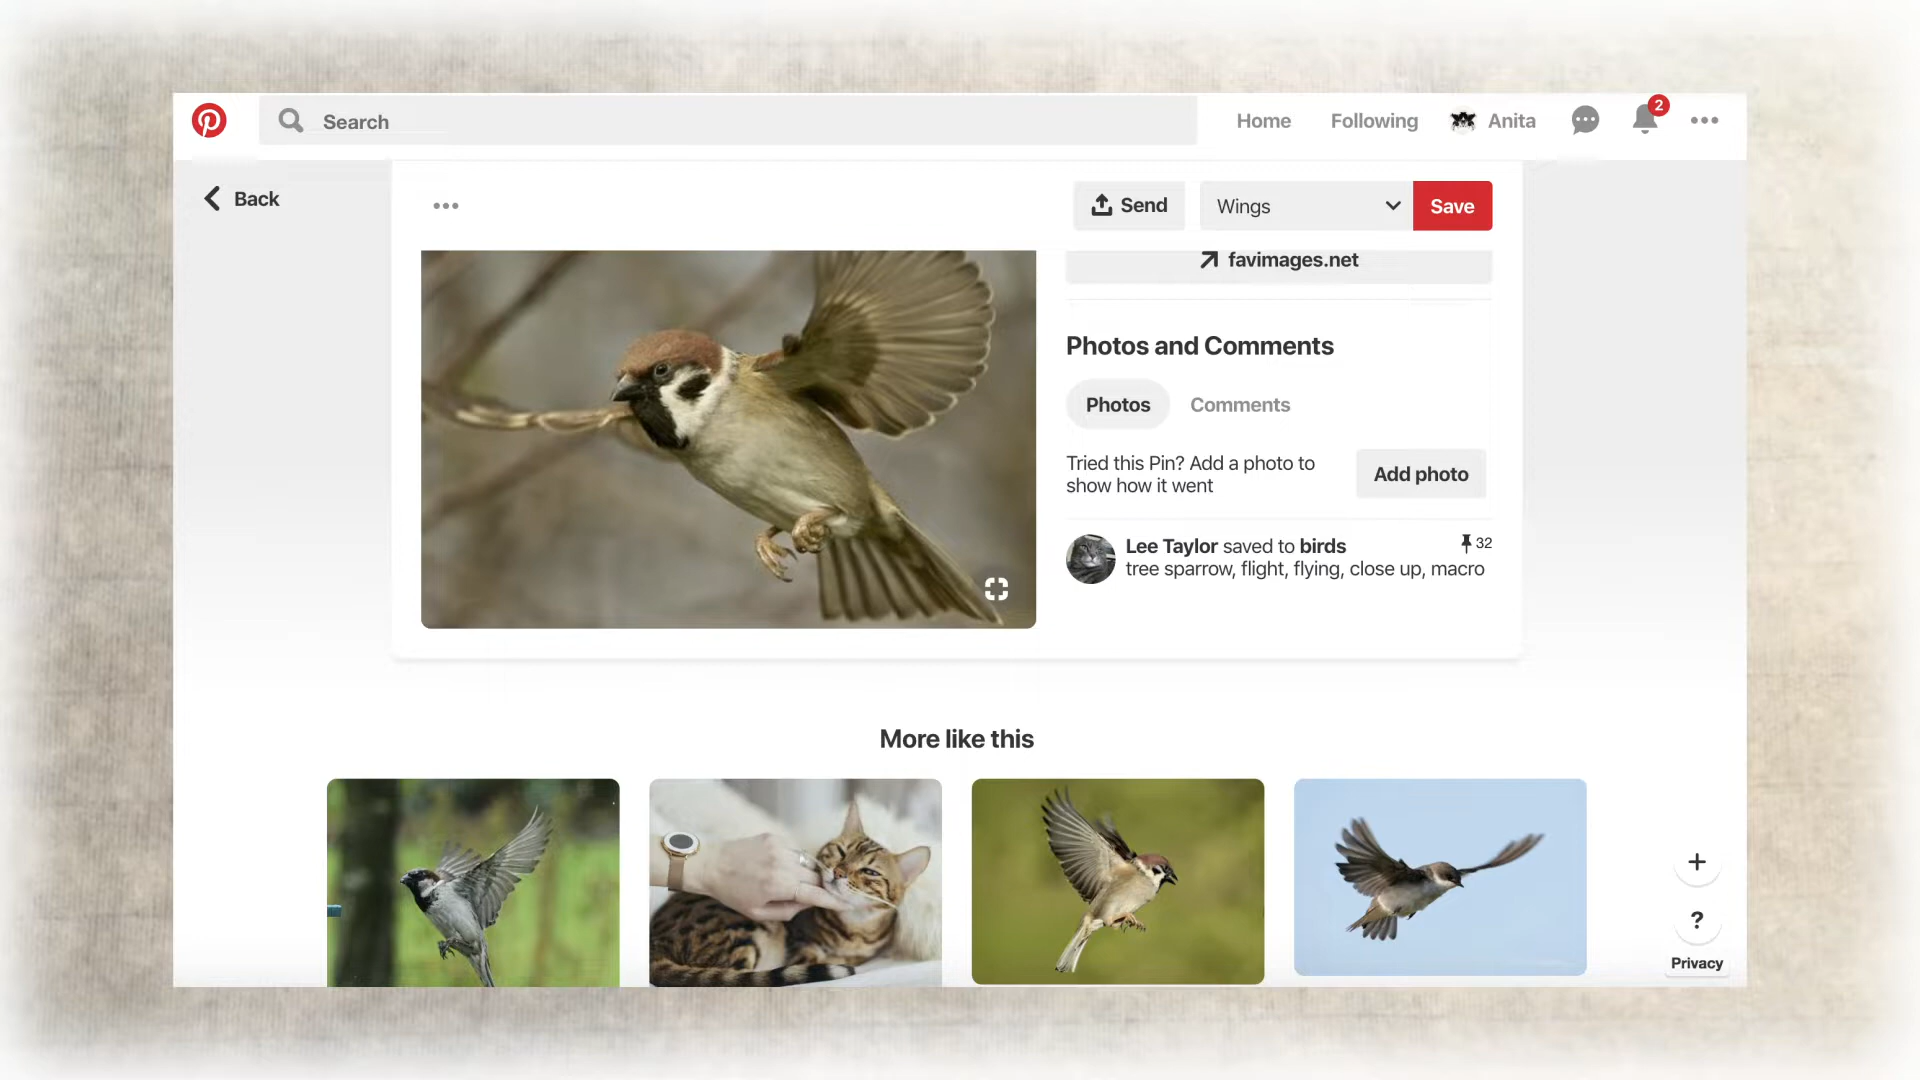 Search
Home
Following
Anita
2
Back
Send
Wings
Save
favimages.net
Photos and Comments
Photos
Comments
Tried this Pin? Add a photo to
show how it went
Add photo
Lee Taylor saved to birds
32
tree sparrow, flight, flying, close up, macro
More like this
+
?
Privacy